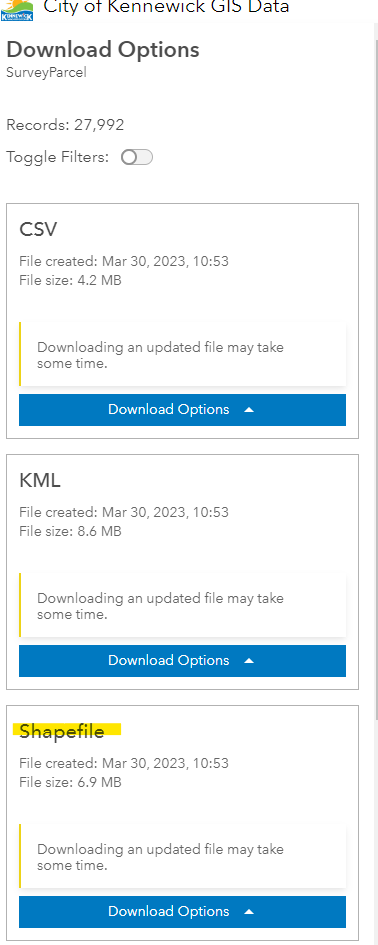 KENNEWICK
City of Kennewick GIS Data
Download Options
SurveyParcel
Records: 27,992
Toggle Filters:
CSV
File created: Mar 30, 2023, 10:53
File size: 4.2 MB
Downloading an updated file may take
some time.
Download Options
KML
File created: Mar 30, 2023, 10:53
File size: 8.6 MB
Downloading an updated file may take
some time.
Download Options
Shapefile
File created: Mar 30, 2023, 10:53
File size: 6.9 MB
Downloading an updated file may take
some time.
Download Options